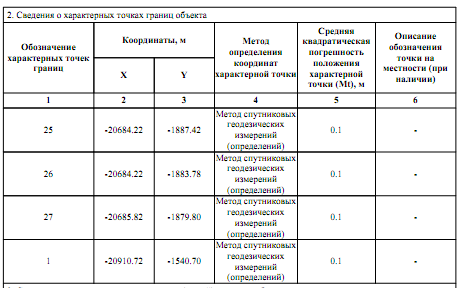 2. Сведения о характерных точках границ объекта
Обозначение
характерных точек
границ
Координаты, м
X
Y
Метод
определения
координат
характерной точки
Средняя
квадратическая
погрешность
положения
характерной
точки (Mt), м
Описание
обозначения
точки на
местности (при
наличии)
1 2 3 4 5 6
25 -20684.22 -1887.42 Метод спутниковых
геодезических
измерений
(определений) 0.1 -
26 -20684.22 -1883.78 Метод спутниковых
геодезических
измерений
(определений) 0.1 -
27 -20685.82 -1879.80 Метод спутниковых
геодезических
измерений
(определений) 0.1 -
1 -20910.72 -1540.70 Метод спутниковых
геодезических
измерений
(определений) 0.1 -